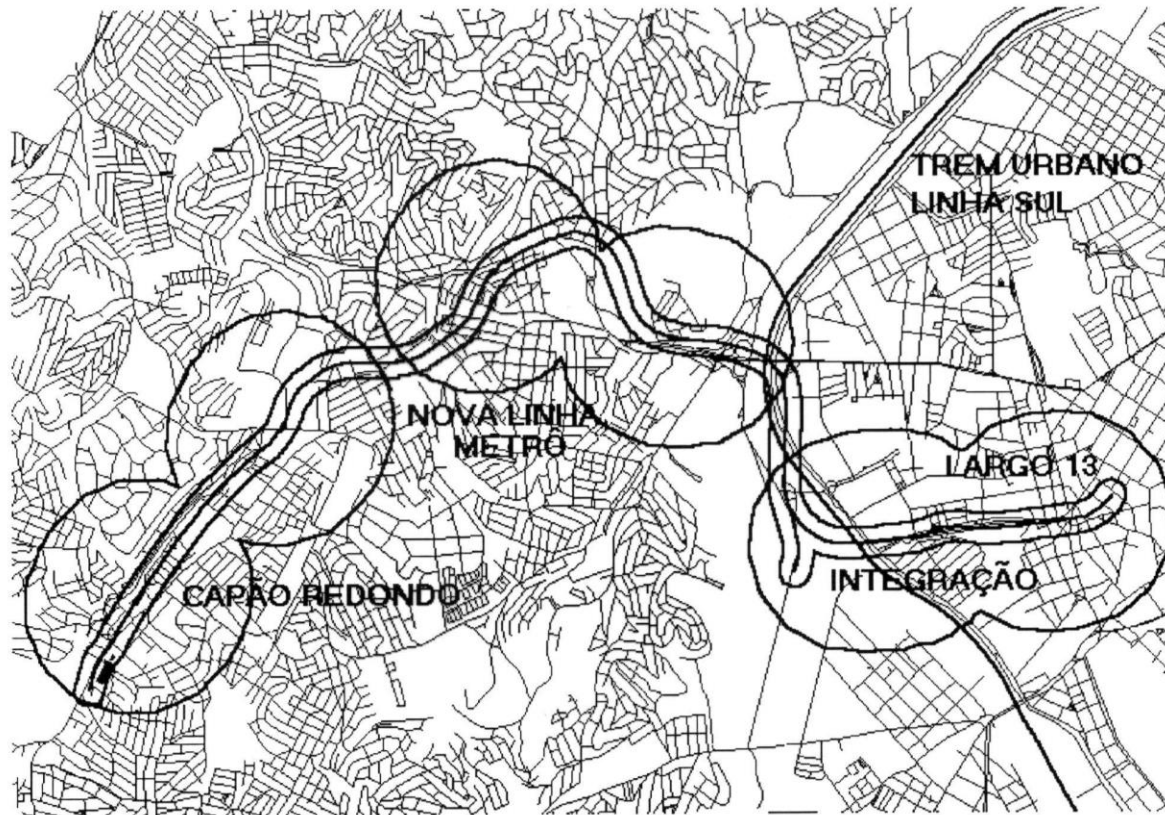 TREM URBANO
LINHA SUL
NOVA LINHA
METRÔ
LARGO 13
CAPÃO REDONDO
INTEGRAÇÃO